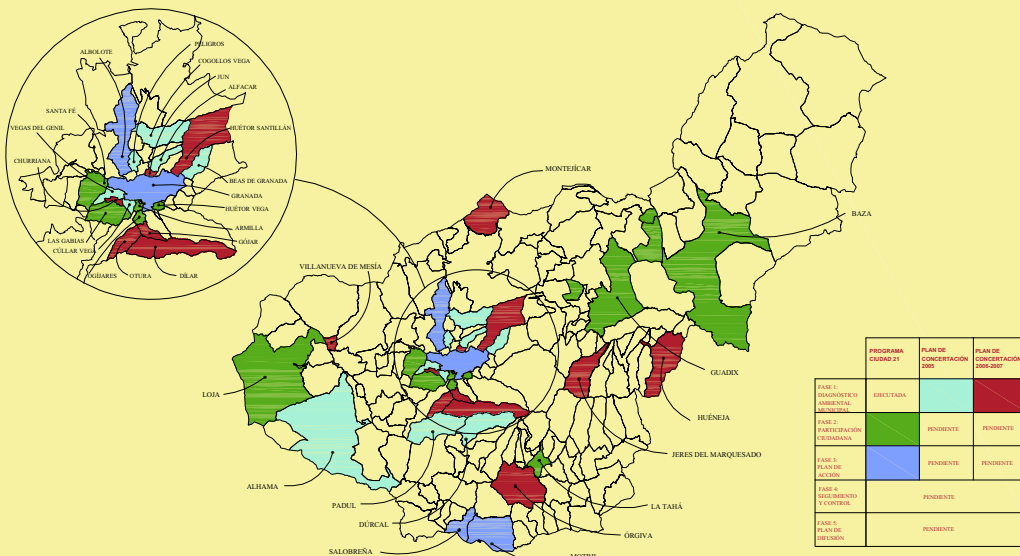 PELIGROS
ALBOLOTE
COGOLLOS VEGA
JUN
ALFACAR
SANTA FÉ
VEGAS DEL GENIL
HUÉTOR SANTILLÁN
CHURRIANA
BEAS DE GRANADA
GRANADA
HUÉTOR VEGA
ARMILLA
LAS GABIAS
GÓJAR
CÚLLAR VEGA
OGÍJARES
OTURA
DÍLAR
MONTEJÍCAR
BAZA
VILLANUEVA DE MESÍA
GUADIX
LOJA
HUÉNEJA
JERES DEL MARQUESADO
ALHAMA
PADUL
LA TAHÁ
DÚRCAL
ÓRGIVA
SALOBREÑA
MOTRIL
PROGRAMA
CIUDAD 21
PLAN DE
CONCERTACIÓN
2005
PLAN DE
CONCERTACIÓN
2006-2007
FASE 1:
DIAGNÓSTICO
AMBIENTAL
MUNICIPAL
EJECUTADA
FASE 2:
PARTICIPACIÓN
CIUDADANA
PENDIENTE
PENDIENTE
FASE 3:
PLAN DE
ACCIÓN
PENDIENTE
PENDIENTE
FASE 4:
SEGUIMIENTO
Y CONTROL
PENDIENTE
FASE 5:
PLAN DE
DIFUSIÓN
PENDIENTE